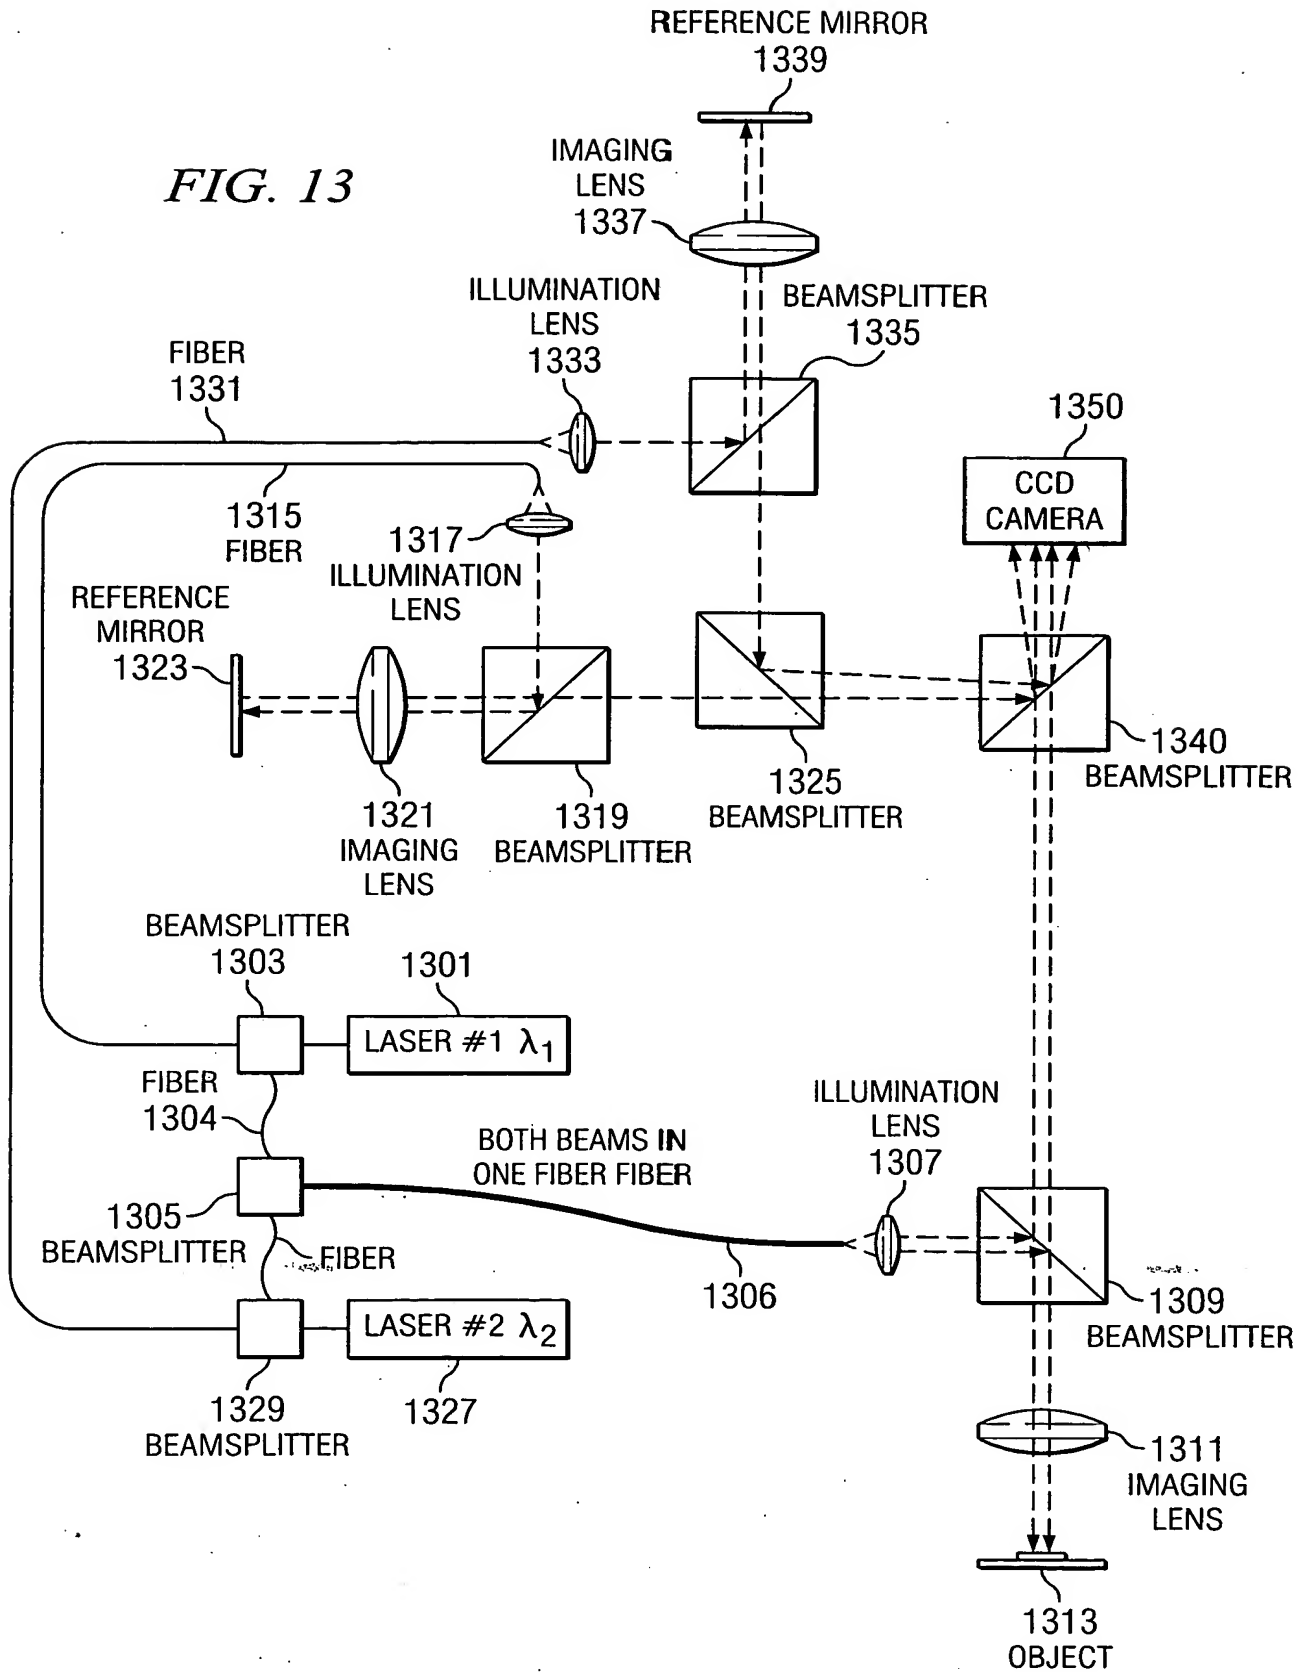 REFERENCE MIRROR
1339
IMAGING
LENS
1337
FIG. 13
ILLUMINATION
LENS
1333
BEAMSPLITTER
1335
FIBER
1331
1350
CCD
CAMERA
1315
FIBER
1317
ILLUMINATION
LENS
REFERENCE
MIRROR
1323
1340
BEAMSPLITTER
1325
BEAMSPLITTER
1321
IMAGING
LENS
1319
BEAMSPLITTER
BEAMSPLITTER
1303
1301
LASER #1 λ1
FIBER
1304
ILLUMINATION
LENS
1307
BOTH BEAMS IN
ONE FIBER FIBER
1305
BEAMSPLITTER
FIBER
1306
1309
BEAMSPLITTER
LASER #2 λ2
1329
BEAMSPLITTER
1327
1311
IMAGING
LENS
1313
OBJECT